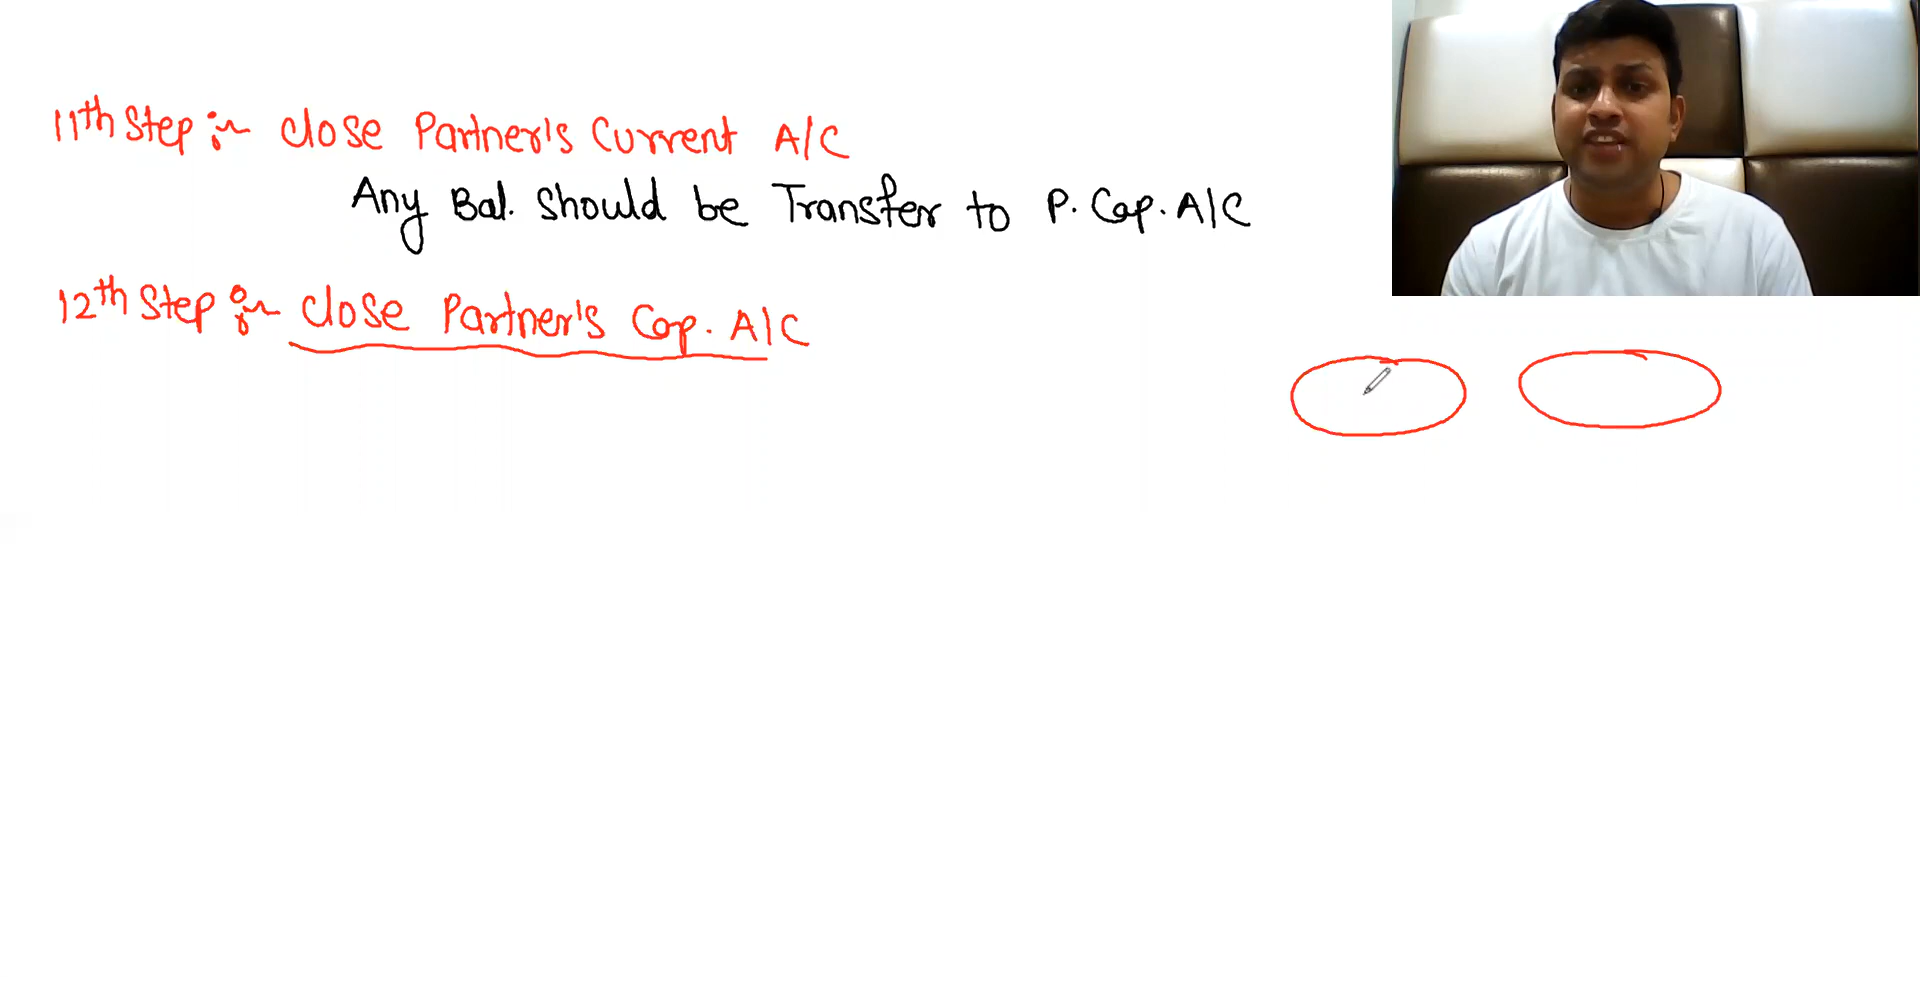 11th Step :- Close Partner's Current A/C
Any Bal. Should be Transfer to P. Cap. A/C
12th Step :- Close Partner's Cap. A/C